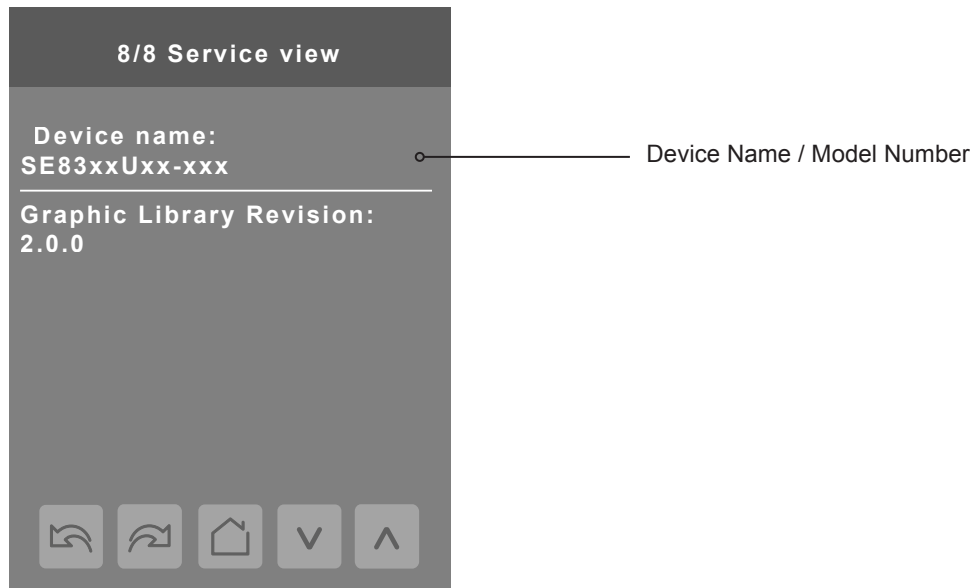 8/8 Service view
Device name:
SE83xxUxx-xxx
Device Name / Model Number
Graphic Library Revision:
2.0.0